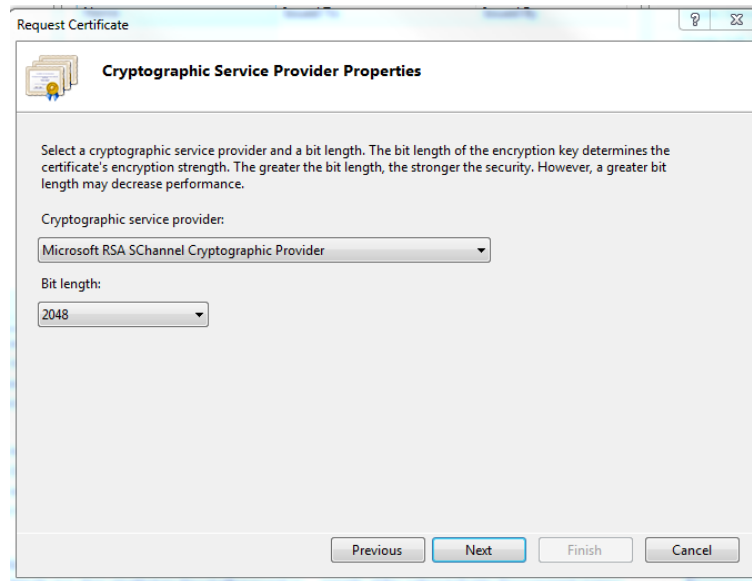 Request Certificate
Cryptographic Service Provider Properties
Select a cryptographic service provider and a bit length. The bit length of the encryption key determines the
certificate's encryption strength. The greater the bit length, the stronger the security. However, a greater bit
length may decrease performance.
Cryptographic service provider:
Microsoft RSA SChannel Cryptographic Provider
Bit length:
2048
Previous
Next
Finish
Cancel